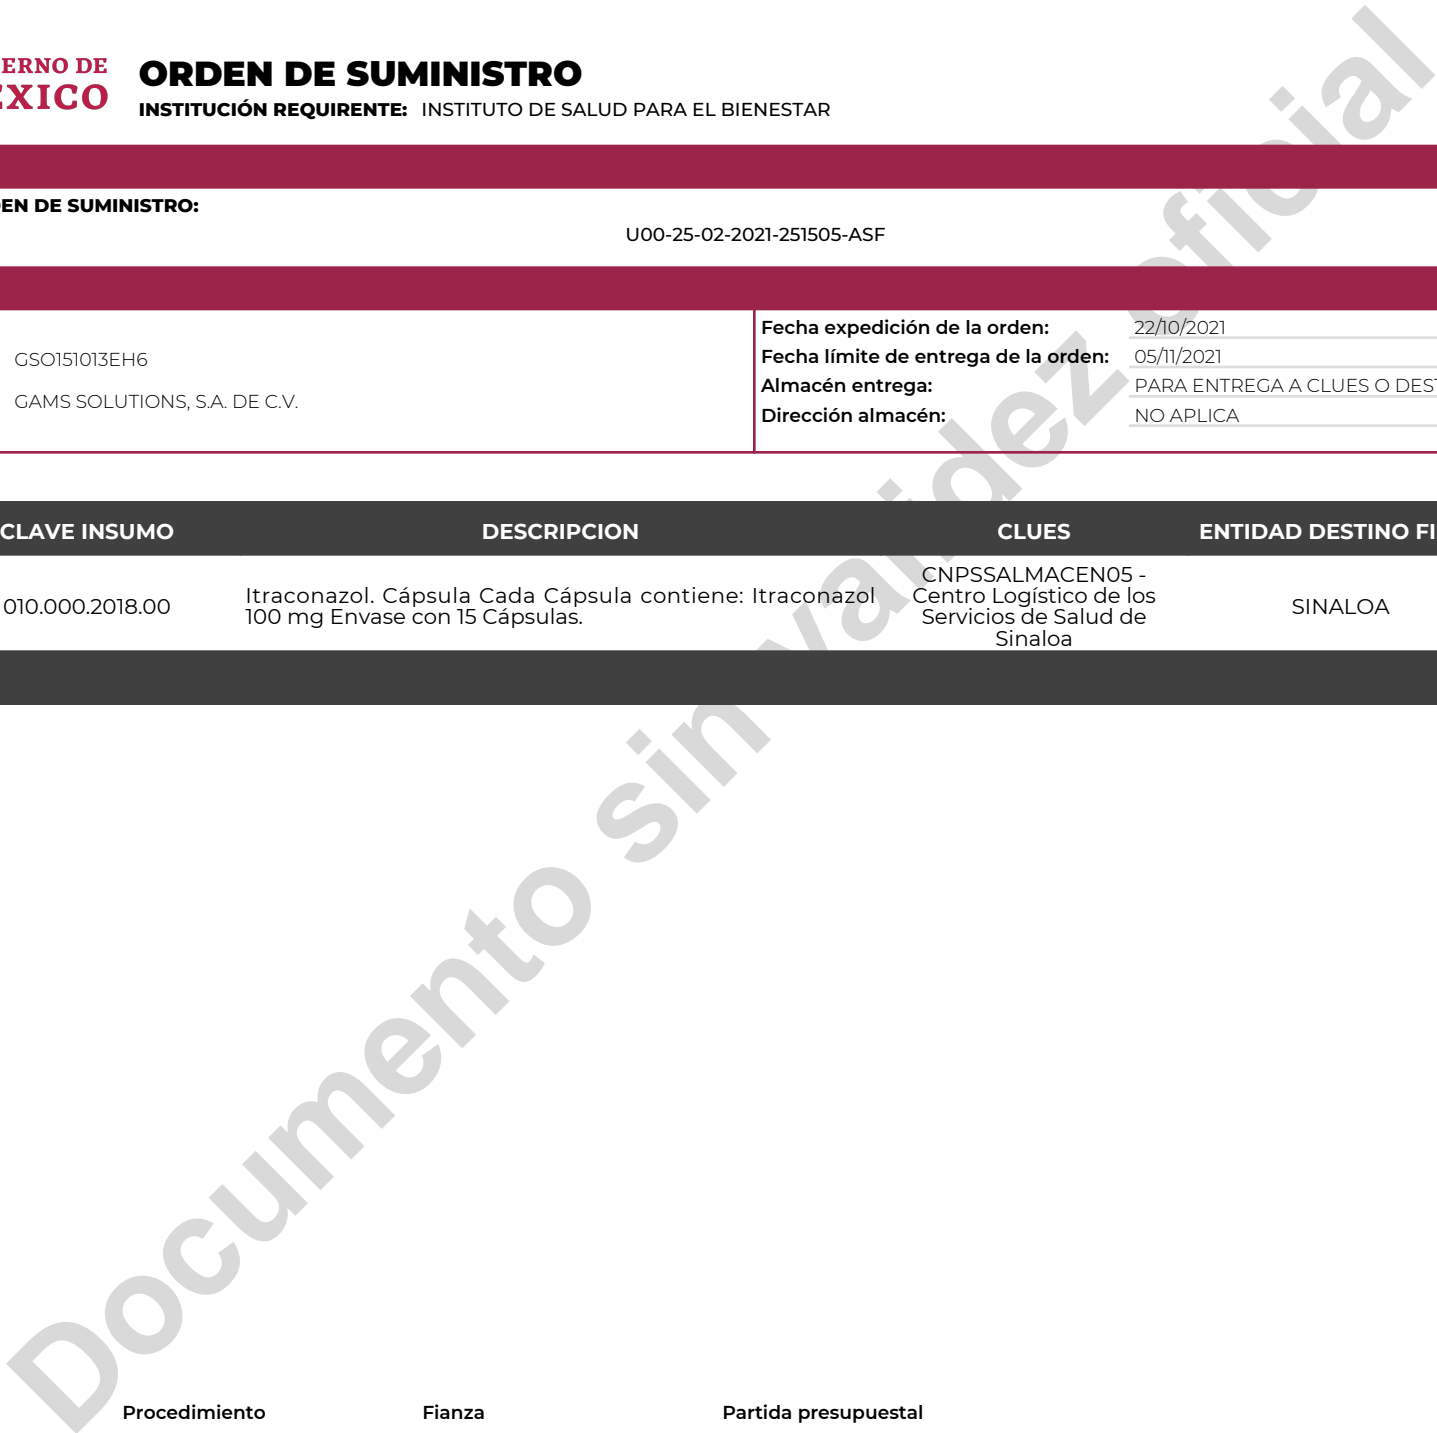 ERNO DE
ÉXICO
ORDEN DE SUMINISTRO
INSTITUCIÓN REQUIRENTE: INSTITUTO DE SALUD PARA EL BIENESTAR
EN DE SUMINISTRO:
U00-25-02-2021-251505-ASF
GSO151013EH6
GAMS SOLUTIONS, S.A. DE C.V.
Fecha expedición de la orden: 22/10/2021
Fecha límite de entrega de la orden: 05/11/2021
Almacén entrega: PARA ENTREGA A CLUES O DEST
Dirección almacén: NO APLICA
CLAVE INSUMO DESCRIPCION CLUES ENTIDAD DESTINO FI
010.000.2018.00
Itraconazol. Cápsula Cada Cápsula contiene: Itraconazol
100 mg Envase con 15 Cápsulas.
CNPSSALMACEN05 -
Centro Logístico de los
Servicios de Salud de
Sinaloa
SINALOA
Documento sin validez oficial
Procedimiento Fianza Partida presupuestal